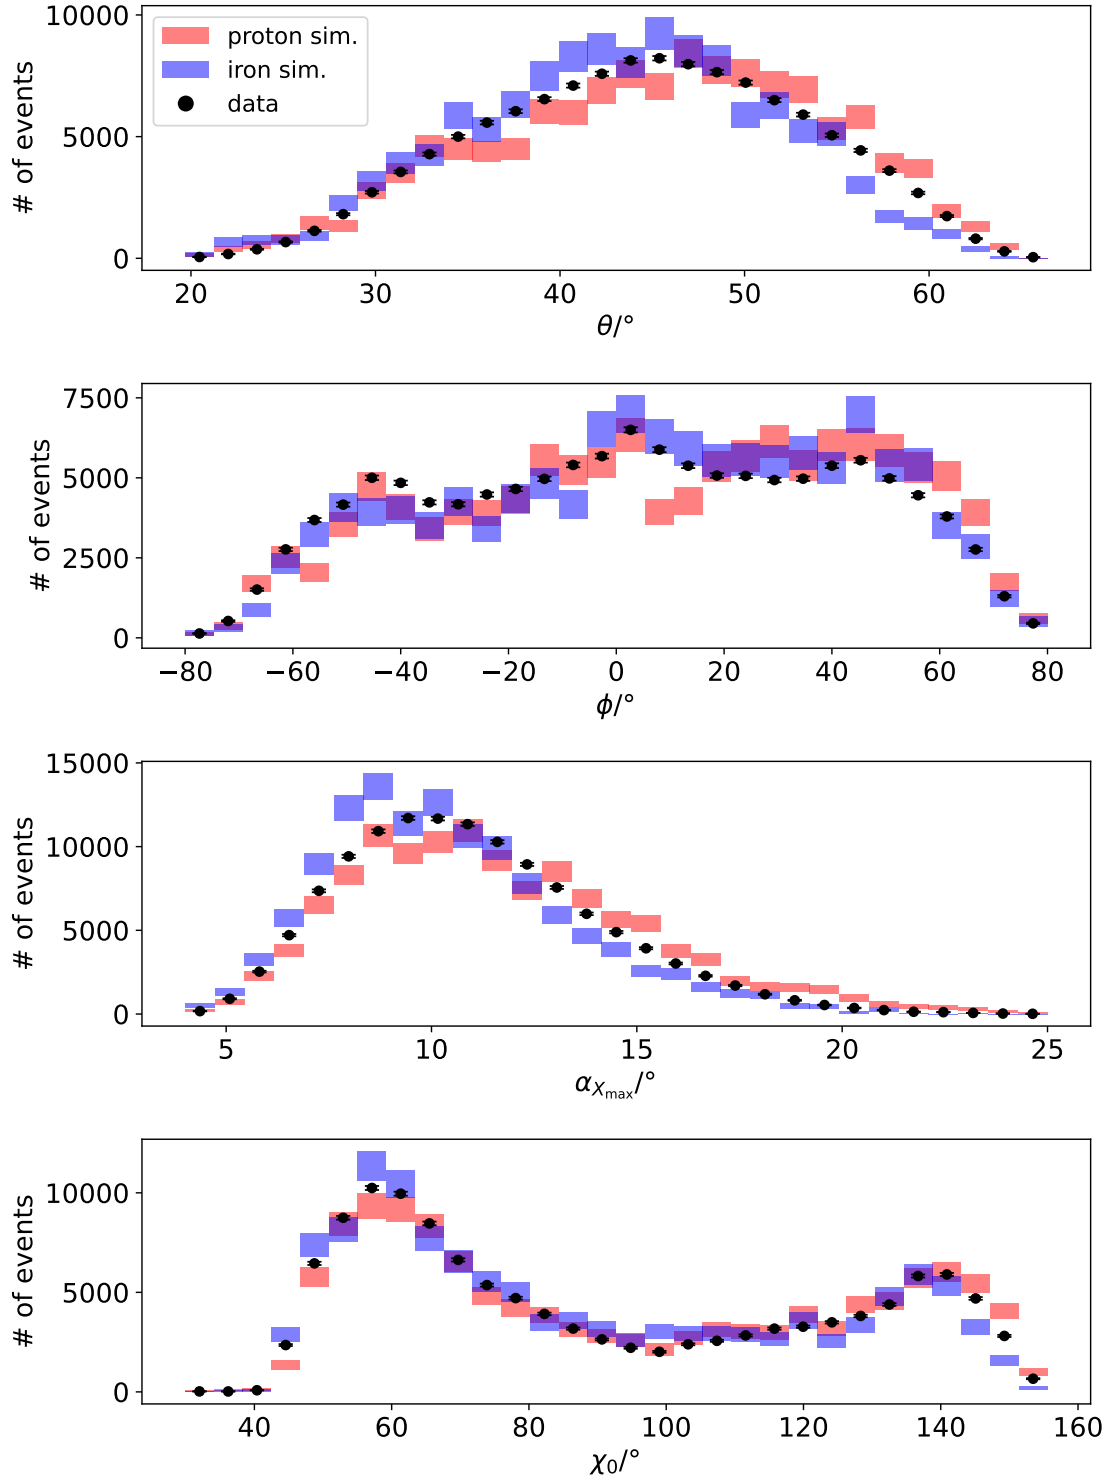 10000
5000
0
# of events
proton sim.
iron sim.
data
20 30 40 50 60
θ/°
7500
5000
2500
0
# of events
−80 −60 −40 −20 0 20 40 60 80
ϕ/°
15000
10000
5000
0
# of events
5 10 15 20 25
α_{X_{max}}/°
10000
5000
0
# of events
40 60 80 100 120 140 160
χ₀/°